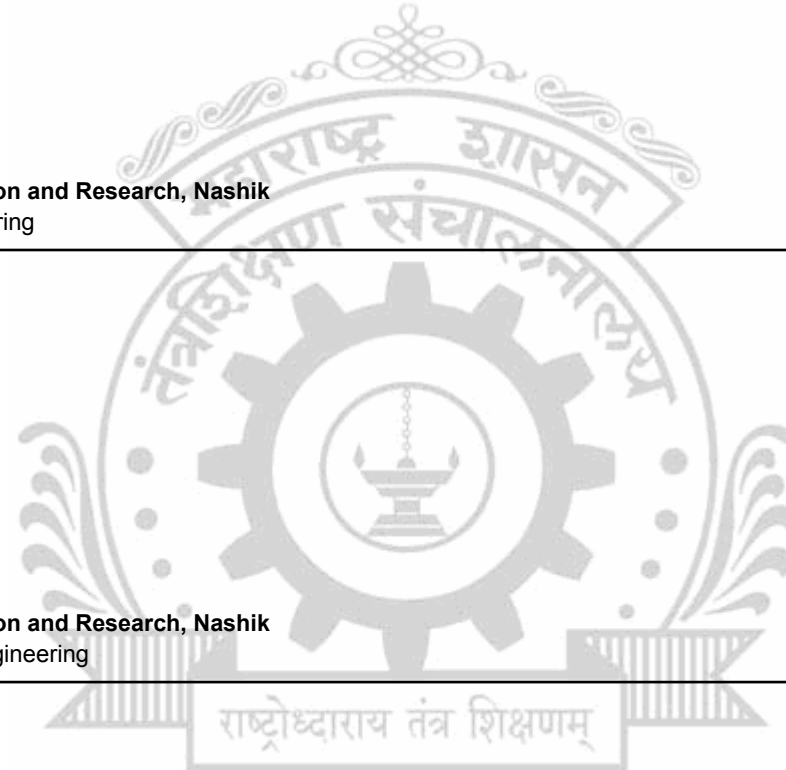 महाराष्ट्र शासन
on and Research, Nashik
ring
तंत्रशिक्षण संचालनालय
on and Research, Nashik
gineering
राष्ट्रोध्दाराय तंत्र शिक्षणम्